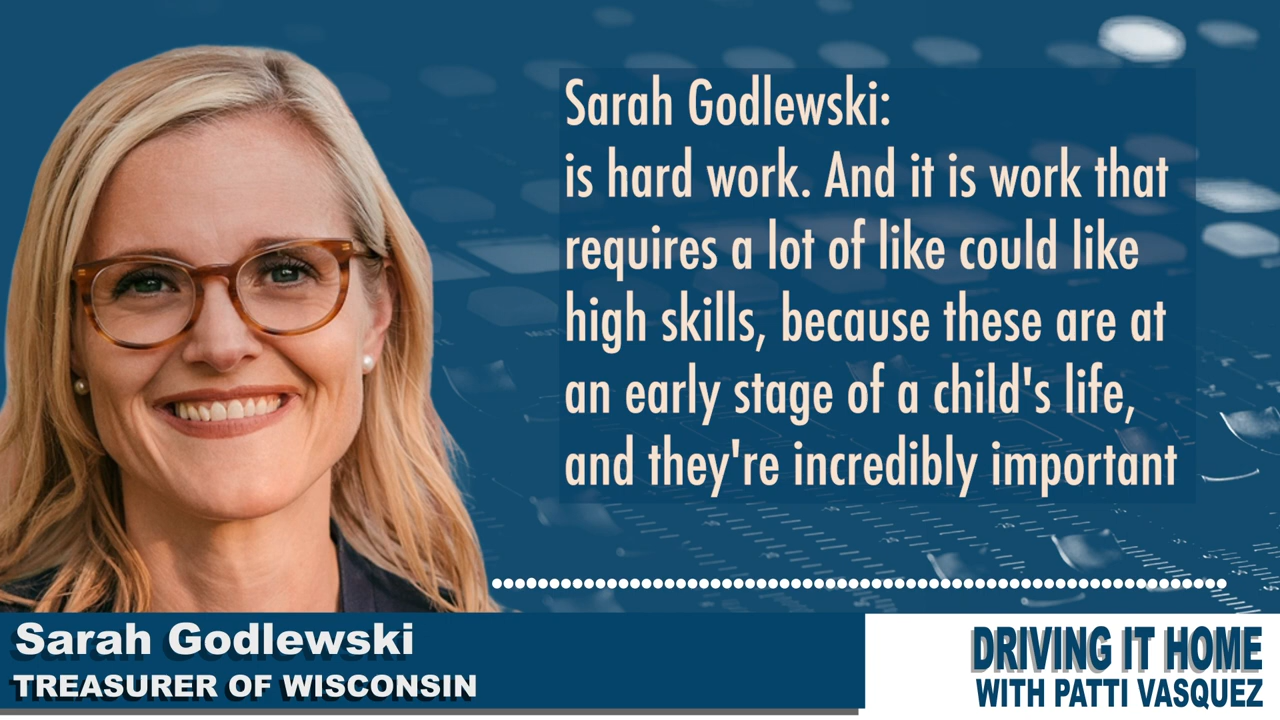 Sarah Godlewski:
is hard work. And it is work that
requires a lot of like could like
high skills, because these are at
an early stage of a child's life,
and they're incredibly important
Sarah Godlewski
TREASURER OF WISCONSIN
DRIVING IT HOME
WITH PATTI VASQUEZ